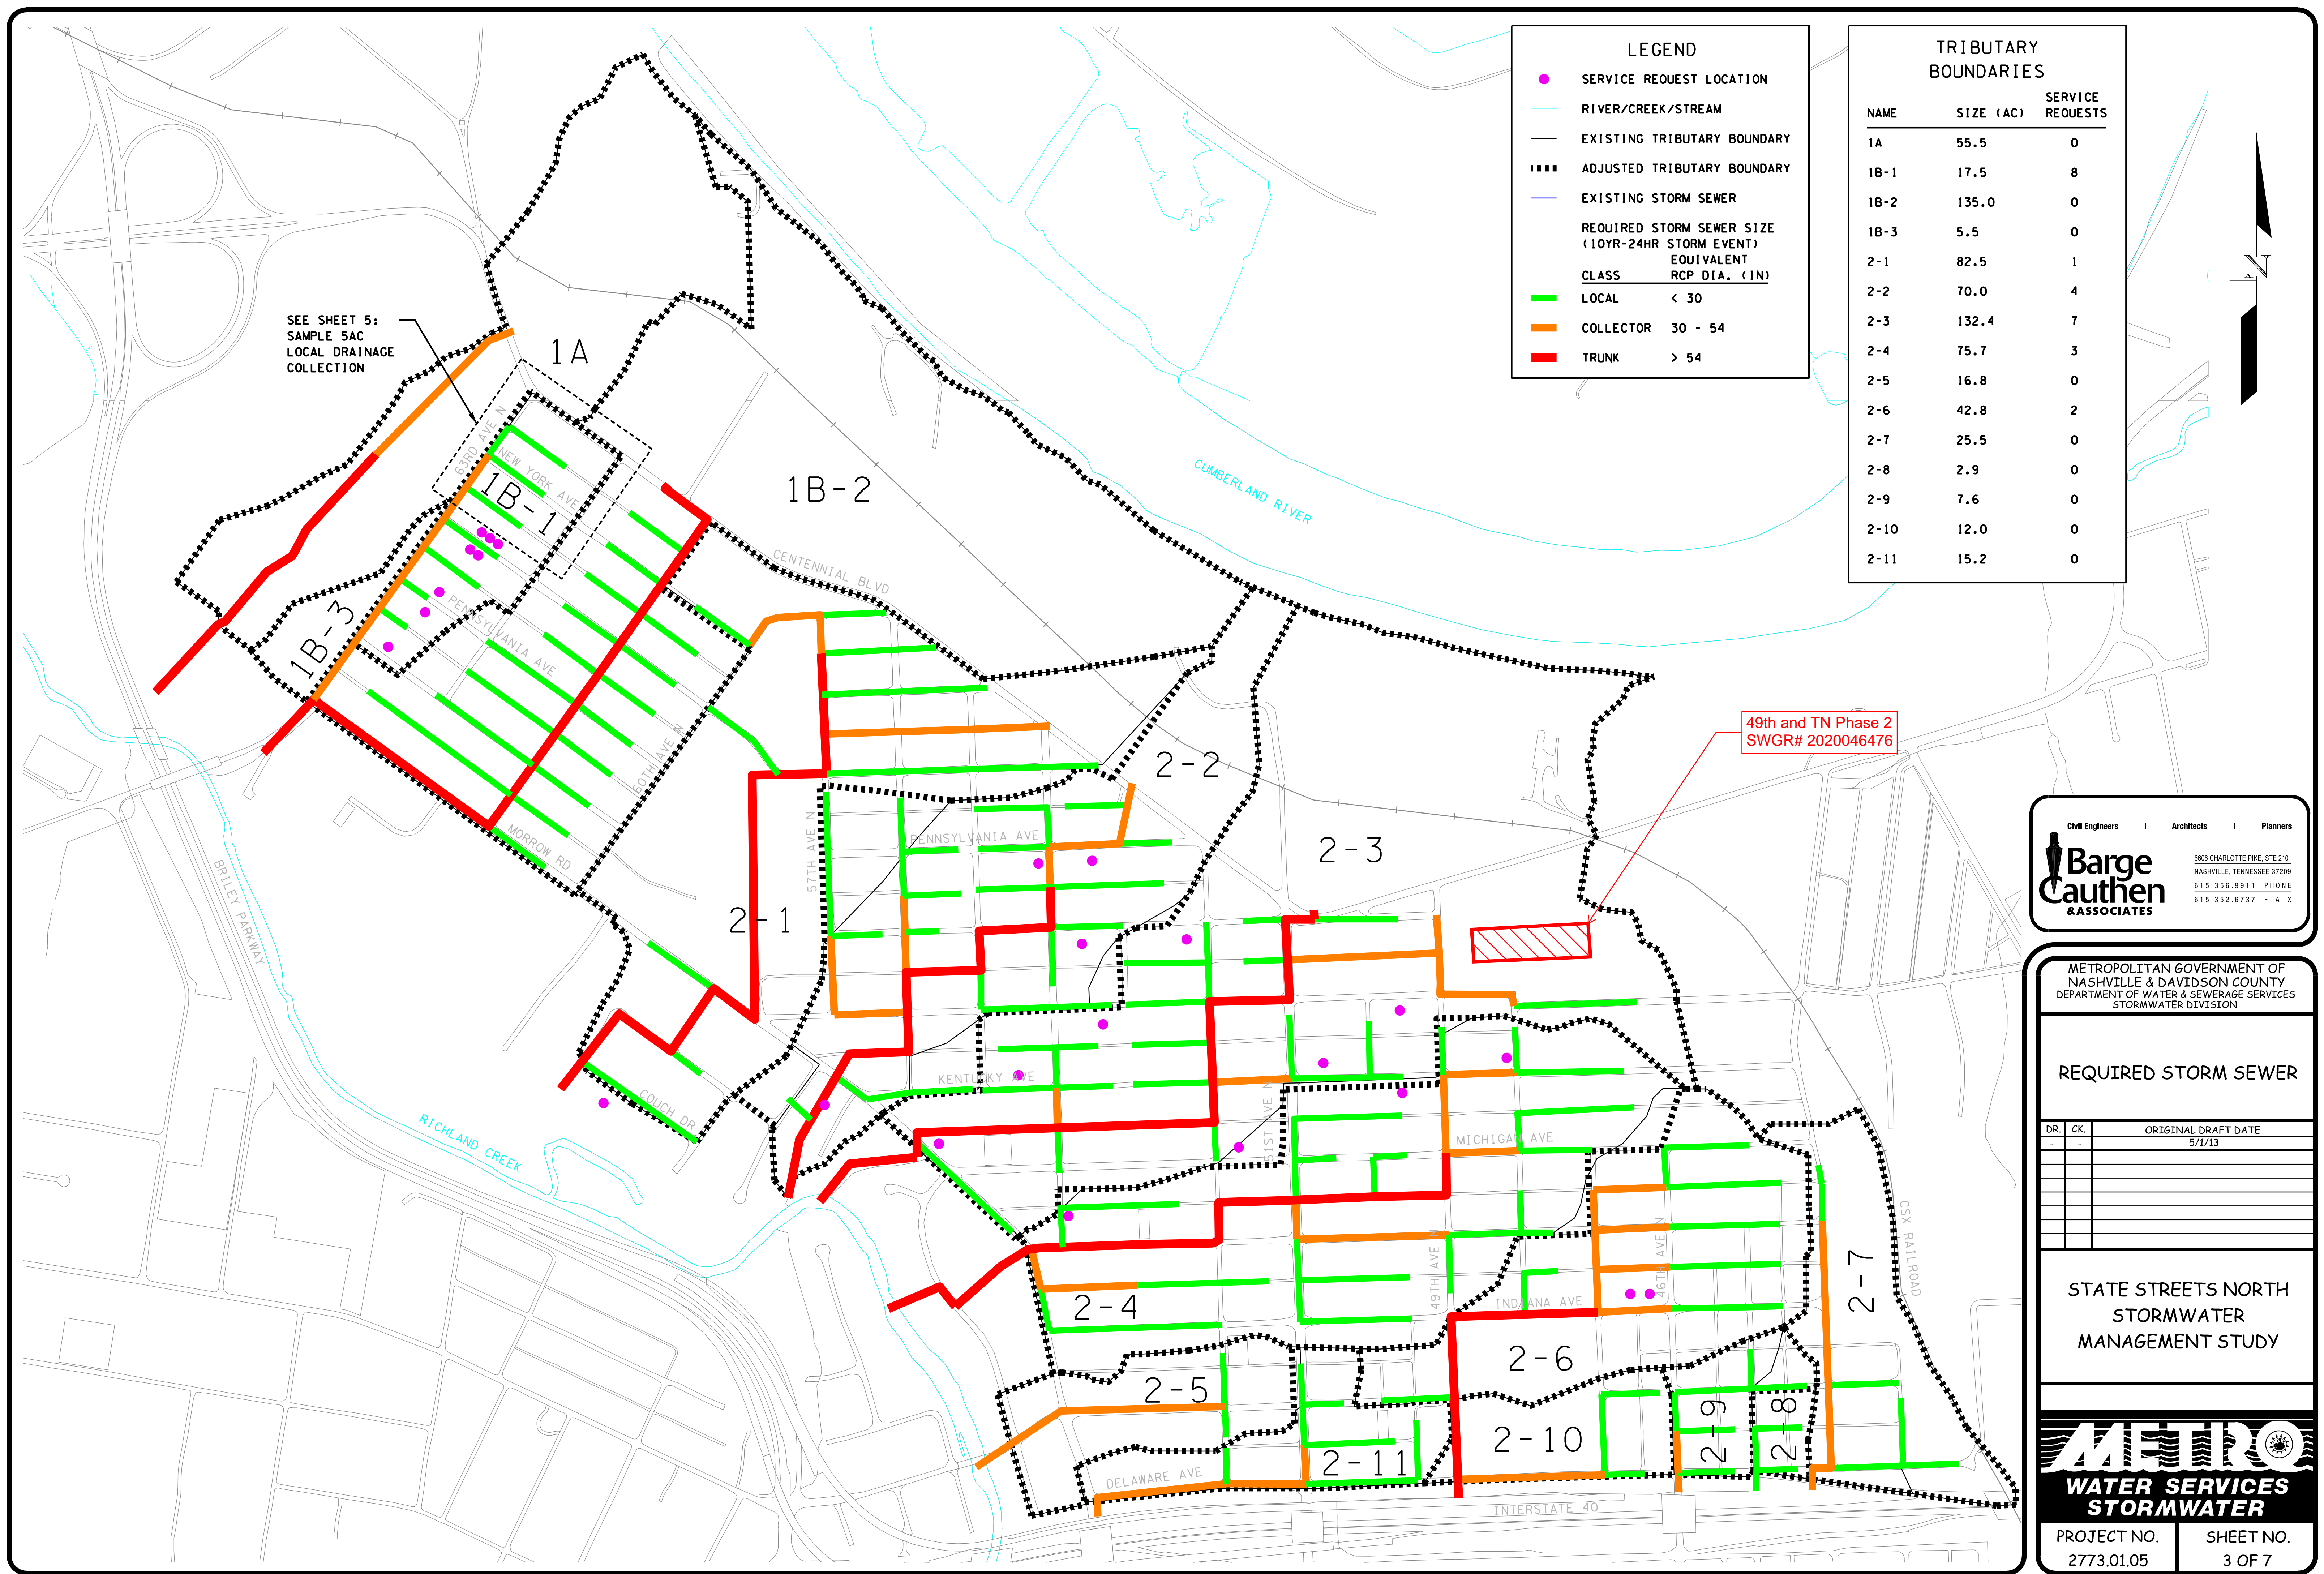 LEGEND
SERVICE REQUEST LOCATION
RIVER/CREEK/STREAM
EXISTING TRIBUTARY BOUNDARY
ADJUSTED TRIBUTARY BOUNDARY
EXISTING STORM SEWER
REQUIRED STORM SEWER SIZE
(10YR-24HR STORM EVENT)
EQUIVALENT
CLASS RCP DIA. (IN)
LOCAL < 30
COLLECTOR 30 - 54
TRUNK > 54
TRIBUTARY
BOUNDARIES
SERVICE
NAME SIZE (AC) REQUESTS
1A 55.5 0
1B-1 17.5 8
1B-2 135.0 0
1B-3 5.5 0
2-1 82.5 1
2-2 70.0 4
2-3 132.4 7
2-4 75.7 3
2-5 16.8 0
2-6 42.8 2
2-7 25.5 0
2-8 2.9 0
2-9 7.6 0
2-10 12.0 0
2-11 15.2 0
N
SEE SHEET 5:
SAMPLE 5AC
LOCAL DRAINAGE
COLLECTION
1A
63RD AVE N
NEW YORK AVE
1B-1
1B-2
CUMBERLAND RIVER
CENTENNIAL BLVD
PENNSYLVANIA AVE
1B-3
60TH AVE N
MORROW RD
BRILEY PARKWAY
49th and TN Phase 2
SWGR# 2020046476
2-2
2-3
57TH AVE N
PENNSYLVANIA AVE
2-1
KENTUCKY AVE
COUCH DR
RICHLAND CREEK
51ST AVE N
MICHIGAN AVE
49TH AVE N
46TH AVE N
CSX RAILROAD
2-7
INDIANA AVE
2-4
2-6
2-5
2-10
2-9
2-8
2-11
DELAWARE AVE
INTERSTATE 40
Civil Engineers | Architects | Planners
Barge
Cauthen
&ASSOCIATES
6606 CHARLOTTE PIKE, STE 210
NASHVILLE, TENNESSEE 37209
615.356.9911 PHONE
615.352.6737 FAX
METROPOLITAN GOVERNMENT OF
NASHVILLE & DAVIDSON COUNTY
DEPARTMENT OF WATER & SEWERAGE SERVICES
STORMWATER DIVISION
REQUIRED STORM SEWER
DR. CK. ORIGINAL DRAFT DATE
- - 5/1/13
STATE STREETS NORTH
STORMWATER
MANAGEMENT STUDY
METRO
WATER SERVICES
STORMWATER
PROJECT NO. SHEET NO.
2773.01.05 3 OF 7